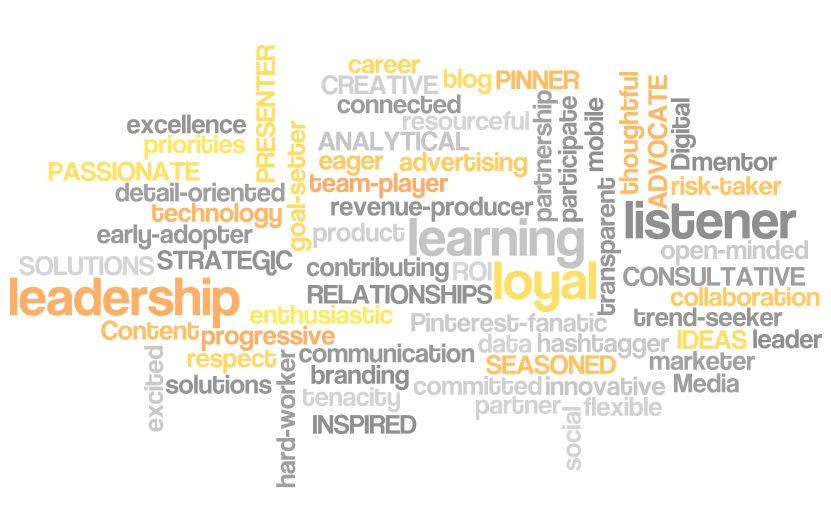 career
CREATIVE
blog
PINNER
connected
resourceful
excellence
priorities
PRESENTER
ANALYTICAL
goal-setter
eager
advertising
PASSIONATE
team-player
detail-oriented
technology
revenue-producer
partnership
participate
mobile
thoughtful
ADVOCATE
Digital
Dmentor
risk-taker
early-adopter
product
learning
transparent
listener
open-minded
SOLUTIONS
STRATEGIC
contributing
ROI
loyal
CONSULTATIVE
leadership
RELATIONSHIPS
collaboration
enthusiastic
Pinterest-fanatic
trend-seeker
Content
progressive
data
hashtagger
IDEAS
leader
excited
respect
communication
SEASONED
marketer
solutions
hard-worker
branding
committed
innovative
Media
tenacity
partner
social
flexible
INSPIRED